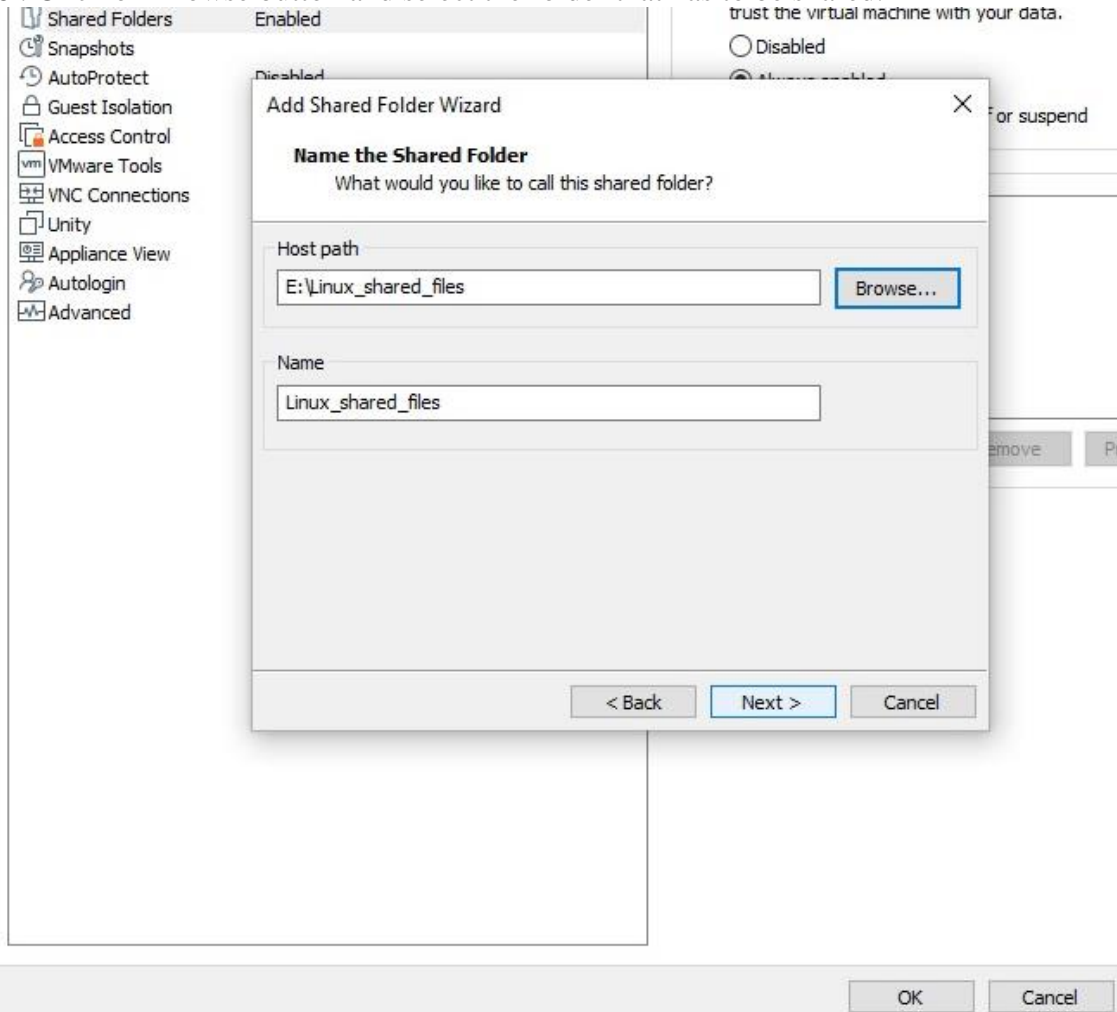 Shared Folders Enabled
trust the virtual machine with your data.
Snapshots
Disabled
AutoProtect Disabled
Always enabled
Guest Isolation
Add Shared Folder Wizard
or suspend
Access Control
Name the Shared Folder
VMware Tools
What would you like to call this shared folder?
VNC Connections
Unity
Host path
Appliance View
Autologin
E:\Linux_shared_files
Browse...
Advanced
Name
Linux_shared_files
emove
P
< Back
Next >
Cancel
OK
Cancel